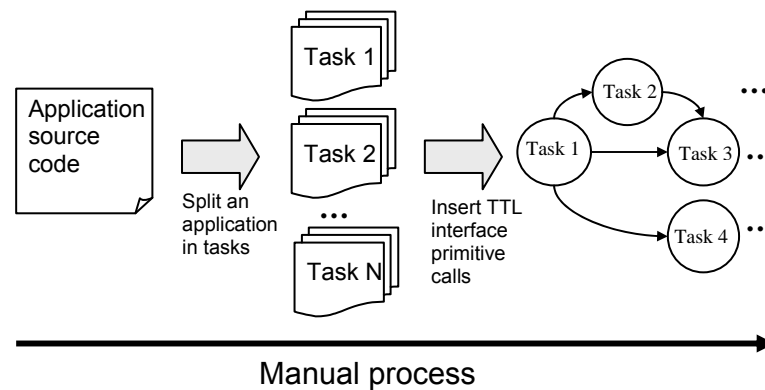 Application
source
code
Split an
application
in tasks
Task 1
Task 2
...
Task N
Insert TTL
interface
primitive
calls
Task 1
Task 2
Task 3
Task 4
...
...
...
Manual process